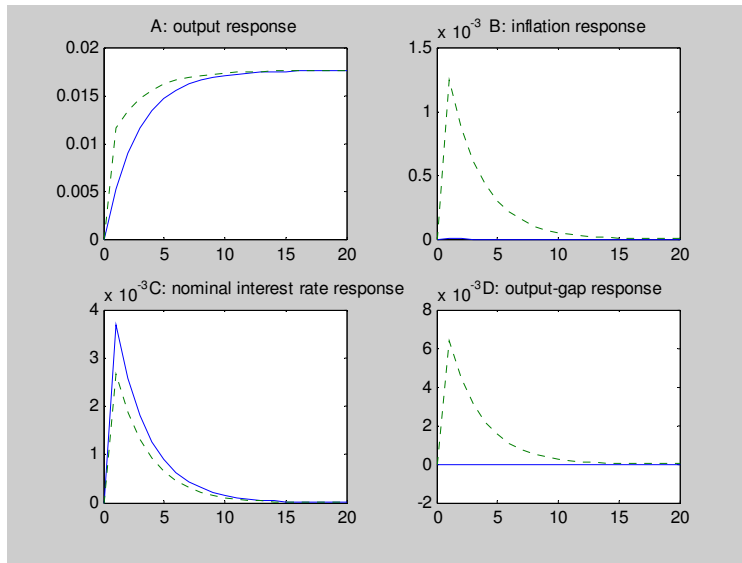 A: output response
0.02
0.015
0.01
0.005
0
0 5 10 15 20
x 10^-3 B: inflation response
1.5
1
0.5
0
0 5 10 15 20
x 10^-3 C: nominal interest rate response
4
3
2
1
0
0 5 10 15 20
x 10^-3 D: output-gap response
8
6
4
2
0
-2
0 5 10 15 20